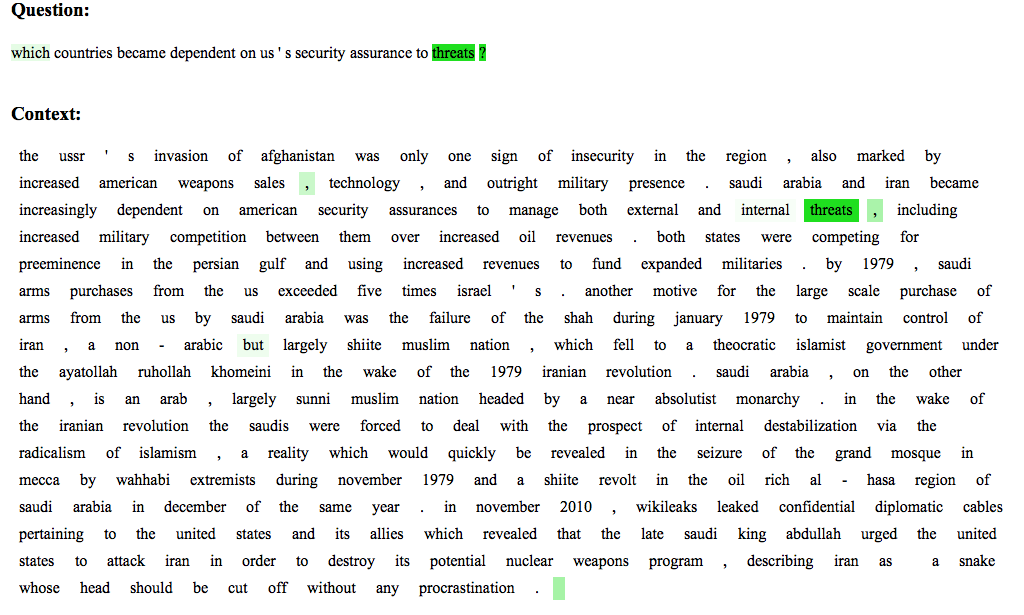 Question:
which countries became dependent on us ' s security assurance to threats ?
Context:
the ussr ' s invasion of afghanistan was only one sign of insecurity in the region , also marked by
increased american weapons sales , technology , and outright military presence . saudi arabia and iran became
increasingly dependent on american security assurances to manage both external and internal threats , including
increased military competition between them over increased oil revenues . both states were competing for
preeminence in the persian gulf and using increased revenues to fund expanded militaries . by 1979 , saudi
arms purchases from the us exceeded five times israel ' s . another motive for the large scale purchase of
arms from the us by saudi arabia was the failure of the shah during january 1979 to maintain control of
iran , a non - arabic but largely shiite muslim nation , which fell to a theocratic islamist government under
the ayatollah ruhollah khomeini in the wake of the 1979 iranian revolution . saudi arabia , on the other
hand , is an arab , largely sunni muslim nation headed by a near absolutist monarchy . in the wake of
the iranian revolution the saudis were forced to deal with the prospect of internal destabilization via the
radicalism of islamism , a reality which would quickly be revealed in the seizure of the grand mosque in
mecca by wahhabi extremists during november 1979 and a shiite revolt in the oil rich al - hasa region of
saudi arabia in december of the same year . in november 2010 , wikileaks leaked confidential diplomatic cables
pertaining to the united states and its allies which revealed that the late saudi king abdullah urged the united
states to attack iran in order to destroy its potential nuclear weapons program , describing iran as a snake
whose head should be cut off without any procrastination .